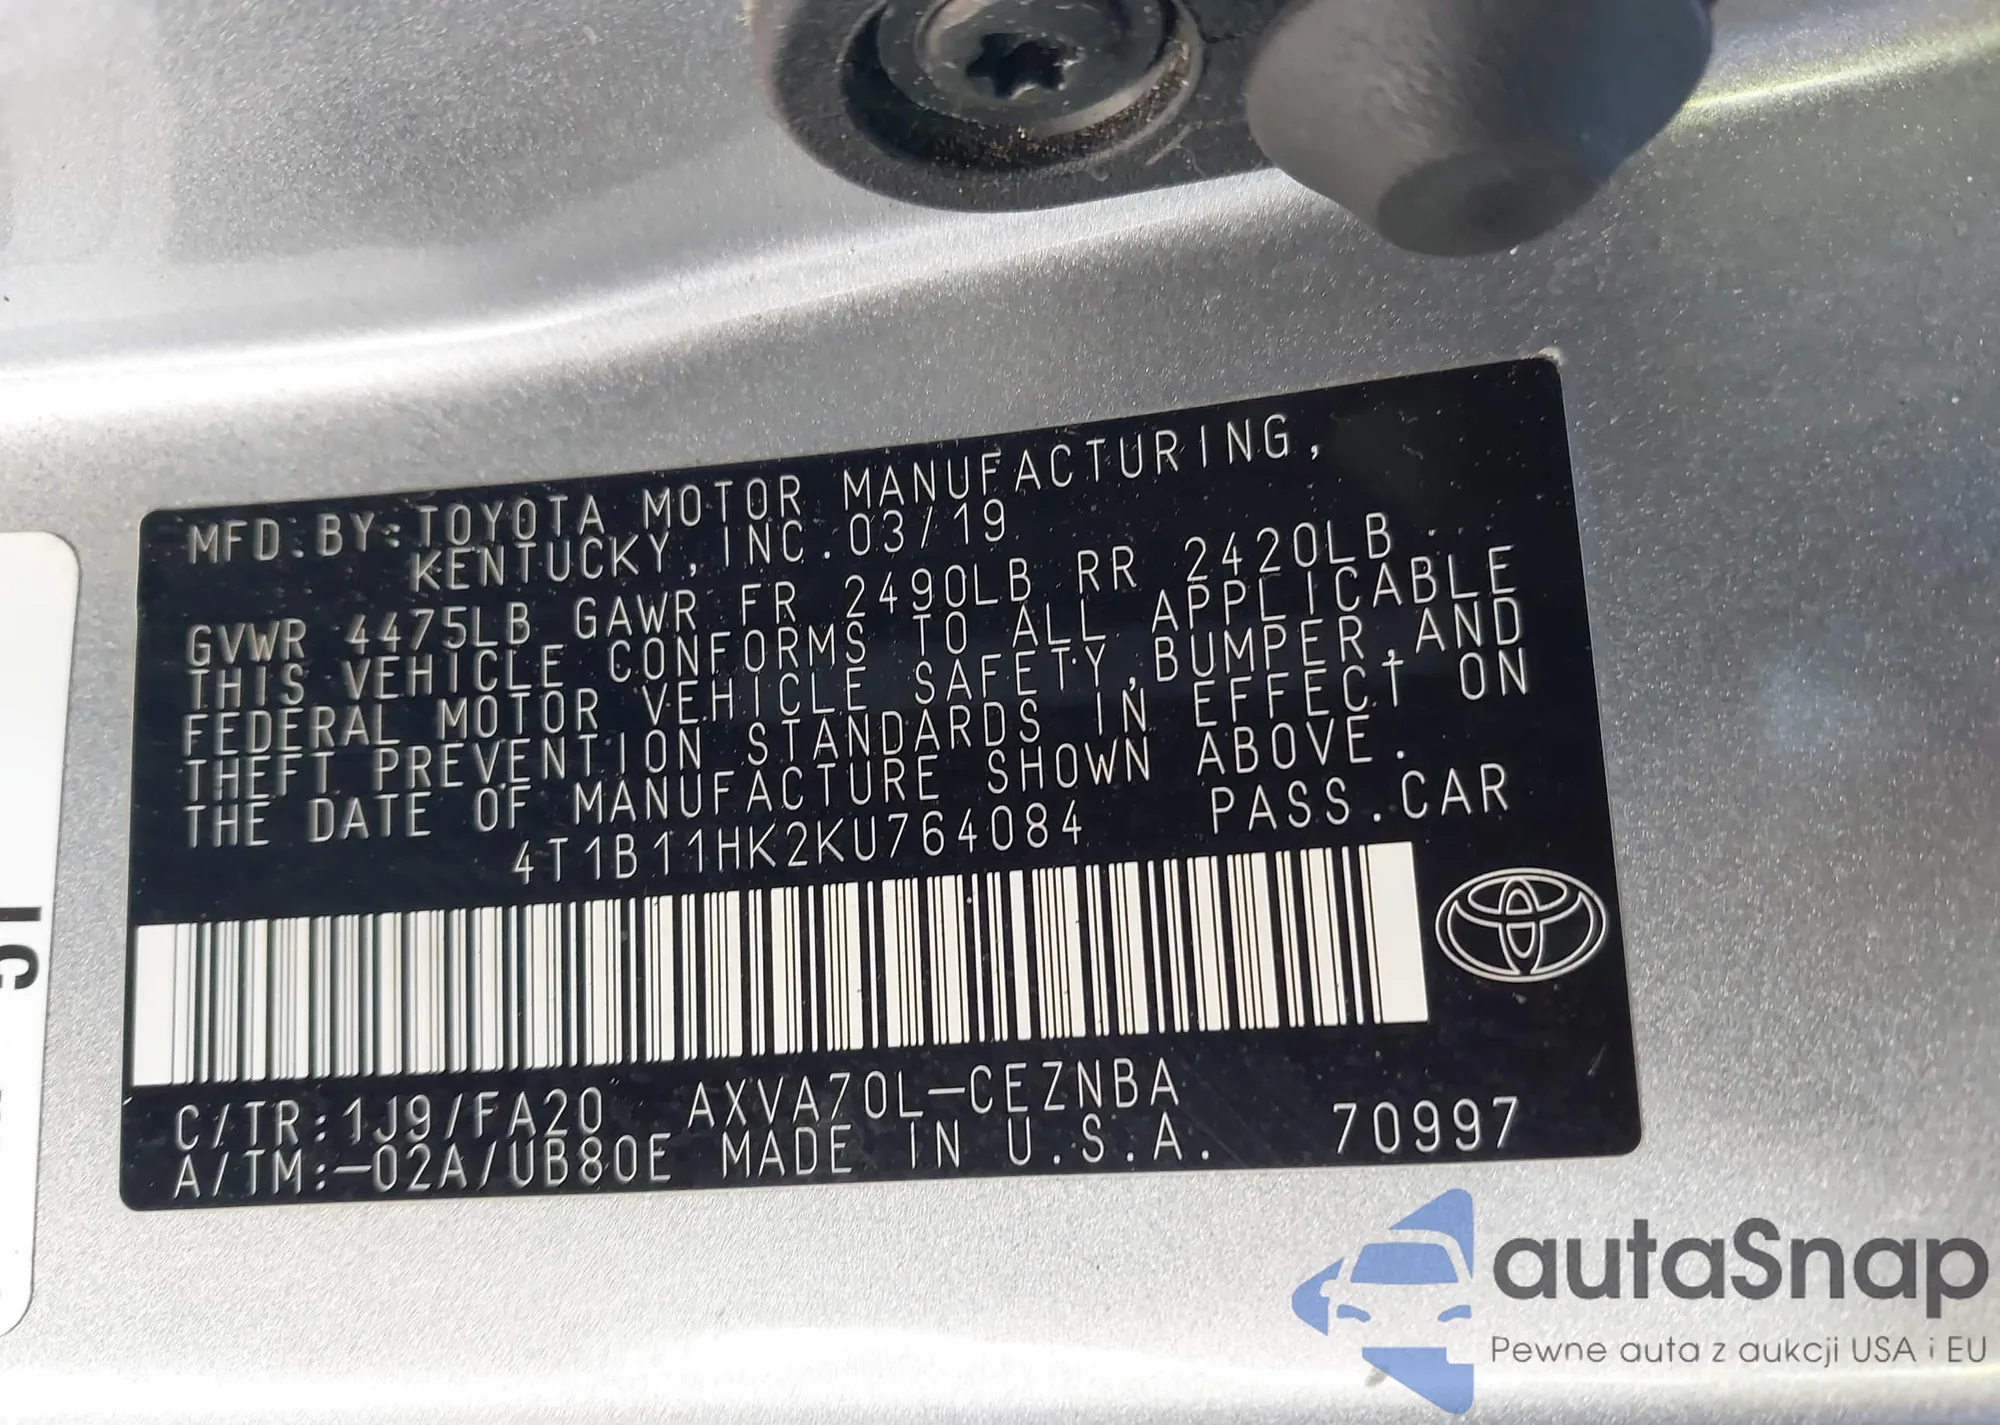 MFD.BY:TOYOTA MOTOR MANUFACTURING,
KENTUCKY,INC.03/19
GVWR 4475LB GAWR FR 2490LB RR 2420LB
THIS VEHICLE CONFORMS TO ALL APPLICABLE
FEDERAL MOTOR VEHICLE SAFETY,BUMPER,AND
THEFT PREVENTION STANDARDS IN EFFECT ON
THE DATE OF MANUFACTURE SHOWN ABOVE.
4T1B11HK2KU764084 PASS.CAR
C/TR:1J9/FA20 AXVA70L-CEZNBA
A/TM:-02A/UB80E MADE IN U.S.A. 70997
autaSnap
Pewne auta z aukcji USA i EU